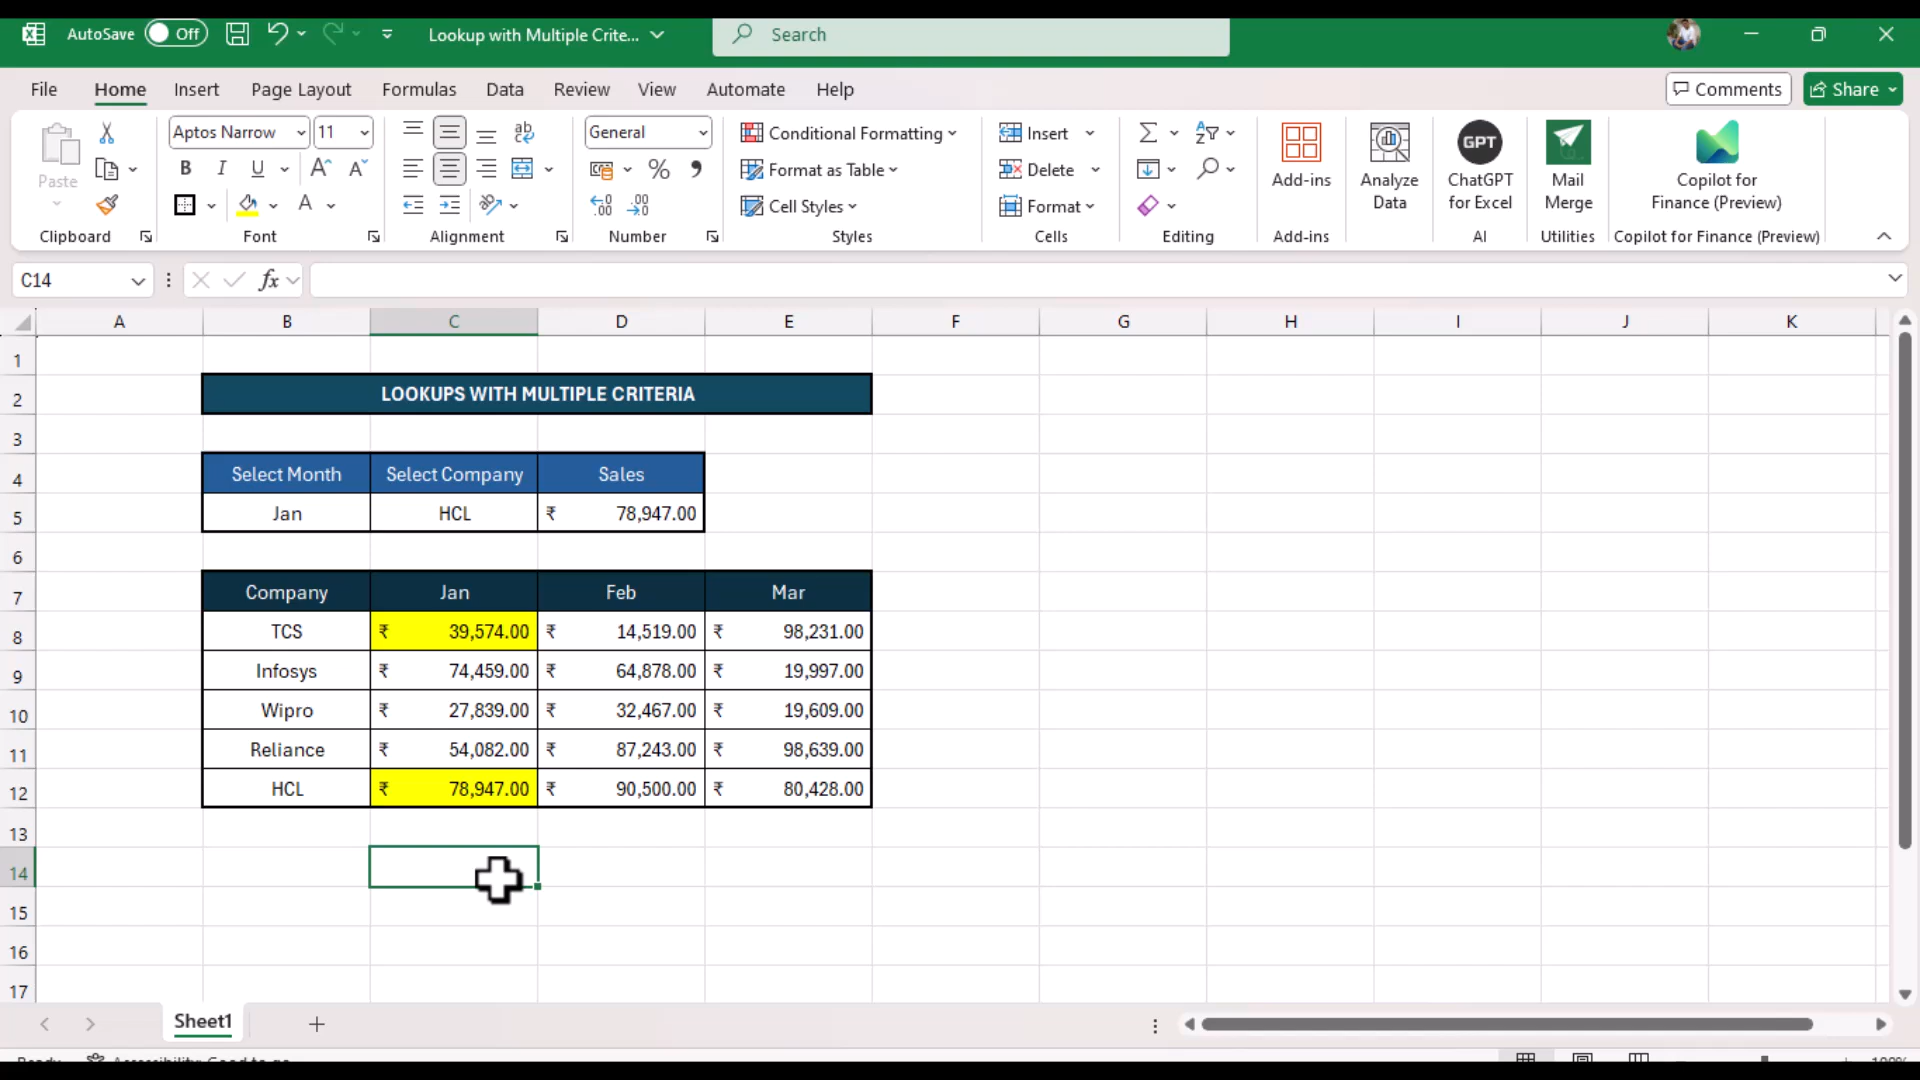 AutoSave Off Lookup with Multiple Crite... Search
File Home Insert Page Layout Formulas Data Review View Automate Help Comments Share
Paste Aptos Narrow 11 General Conditional Formatting Insert
B I U % Format as Table Delete
Cell Styles Format
Add-ins Analyze Data ChatGPT for Excel Mail Merge Copilot for Finance (Preview)
Clipboard Font Alignment Number Styles Cells Editing Add-ins AI Utilities Copilot for Finance (Preview)
C14 fx
A B C D E F G H I J K
1
2 LOOKUPS WITH MULTIPLE CRITERIA
3
4 Select Month Select Company Sales
5 Jan HCL ₹ 78,947.00
6
7 Company Jan Feb Mar
8 TCS ₹ 39,574.00 ₹ 14,519.00 ₹ 98,231.00
9 Infosys ₹ 74,459.00 ₹ 64,878.00 ₹ 19,997.00
10 Wipro ₹ 27,839.00 ₹ 32,467.00 ₹ 19,609.00
11 Reliance ₹ 54,082.00 ₹ 87,243.00 ₹ 98,639.00
12 HCL ₹ 78,947.00 ₹ 90,500.00 ₹ 80,428.00
13
14
15
16
17
Sheet1